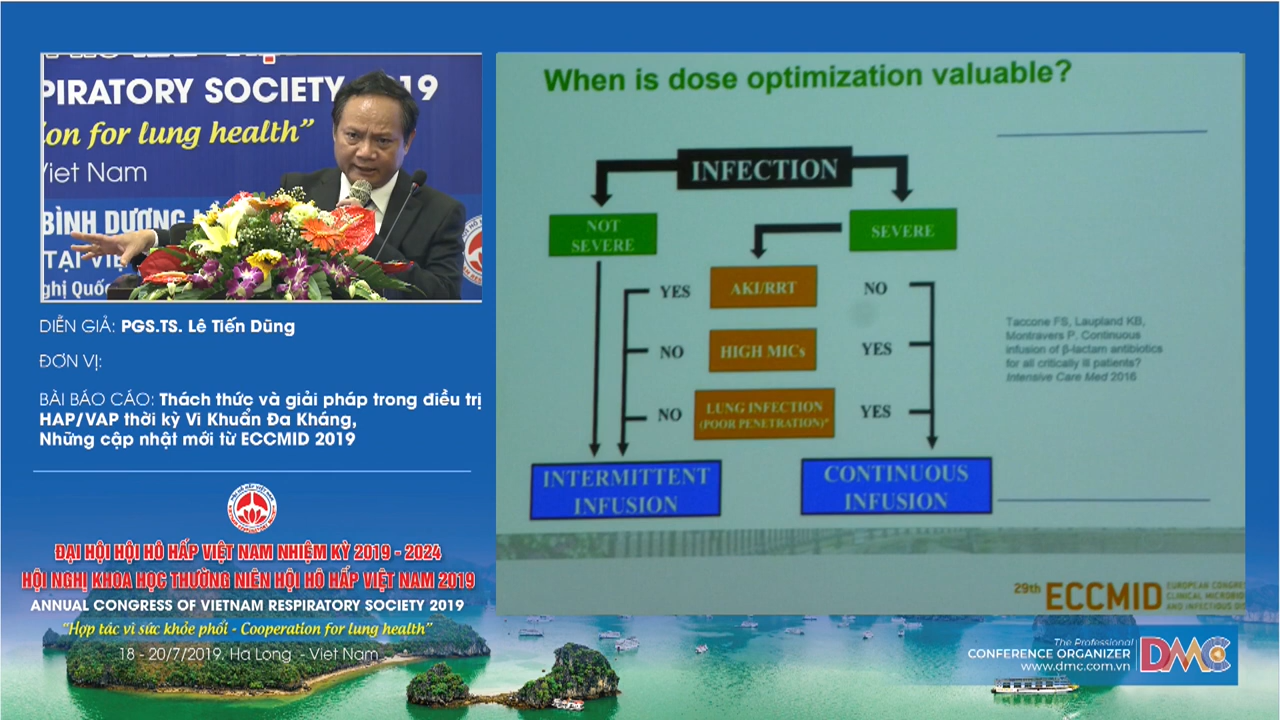 PIRATORY SOCIETY 2019
on for lung health”
Viet Nam
BÌNH DƯƠNG
TẠI VIỆ
ghị Quốc
DIỄN GIẢ: PGS.TS. Lê Tiến Dũng
ĐƠN VỊ:
BÀI BÁO CÁO: Thách thức và giải pháp trong điều trị
HAP/VAP thời kỳ Vi Khuẩn Đa Kháng,
Những cập nhật mới từ ECCMID 2019
ĐẠI HỘI HỘI HÔ HẤP VIỆT NAM NHIỆM KỲ 2019 - 2024
HỘI NGHỊ KHOA HỌC THƯỜNG NIÊN HỘI HÔ HẤP VIỆT NAM 2019
ANNUAL CONGRESS OF VIETNAM RESPIRATORY SOCIETY 2019
“Hợp tác vì sức khỏe phổi - Cooperation for lung health”
18 - 20/7/2019. Ha Long - Viet Nam
When is dose optimization valuable?
INFECTION
NOT
SEVERE
SEVERE
YES AKI/RRT NO
NO HIGH MICs YES
NO LUNG INFECTION YES
(POOR PENETRATION)*
INTERMITTENT
INFUSION
CONTINUOUS
INFUSION
Taccone FS, Laupland KB,
Montravers P. Continuous
infusion of β-lactam antibiotics
for all critically ill patients?
Intensive Care Med 2016
29th ECCMID
EUROPEAN CONGRE
CLINICAL MICROBIO
AND INFECTIOUS DIS
The Professional
CONFERENCE ORGANIZER
www.dmc.com.vn
DMC